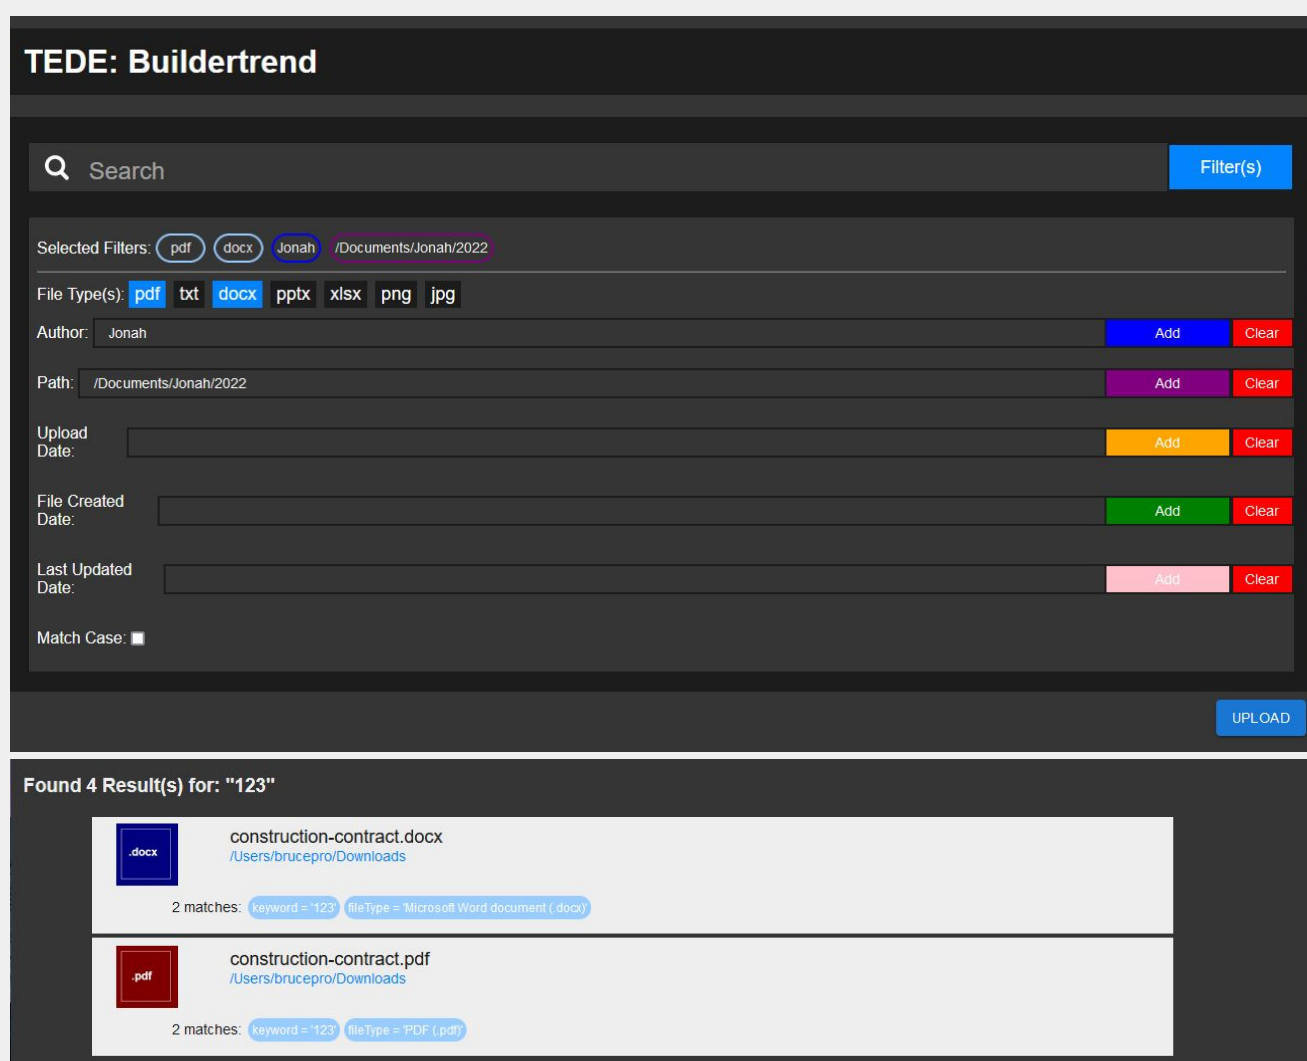 TEDE: Buildertrend
Search
Filter(s)
Selected Filters: pdf docx Jonah /Documents/Jonah/2022
File Type(s): pdf txt docx pptx xlsx png jpg
Author: Jonah Add Clear
Path: /Documents/Jonah/2022 Add Clear
Upload
Date: Add Clear
File Created
Date: Add Clear
Last Updated
Date: Add Clear
Match Case:
UPLOAD
Found 4 Result(s) for: "123"
.docx
construction-contract.docx
/Users/brucepro/Downloads
2 matches: keyword = '123' fileType = 'Microsoft Word document (.docx)'
.pdf
construction-contract.pdf
/Users/brucepro/Downloads
2 matches: keyword = '123' fileType = 'PDF (.pdf)'